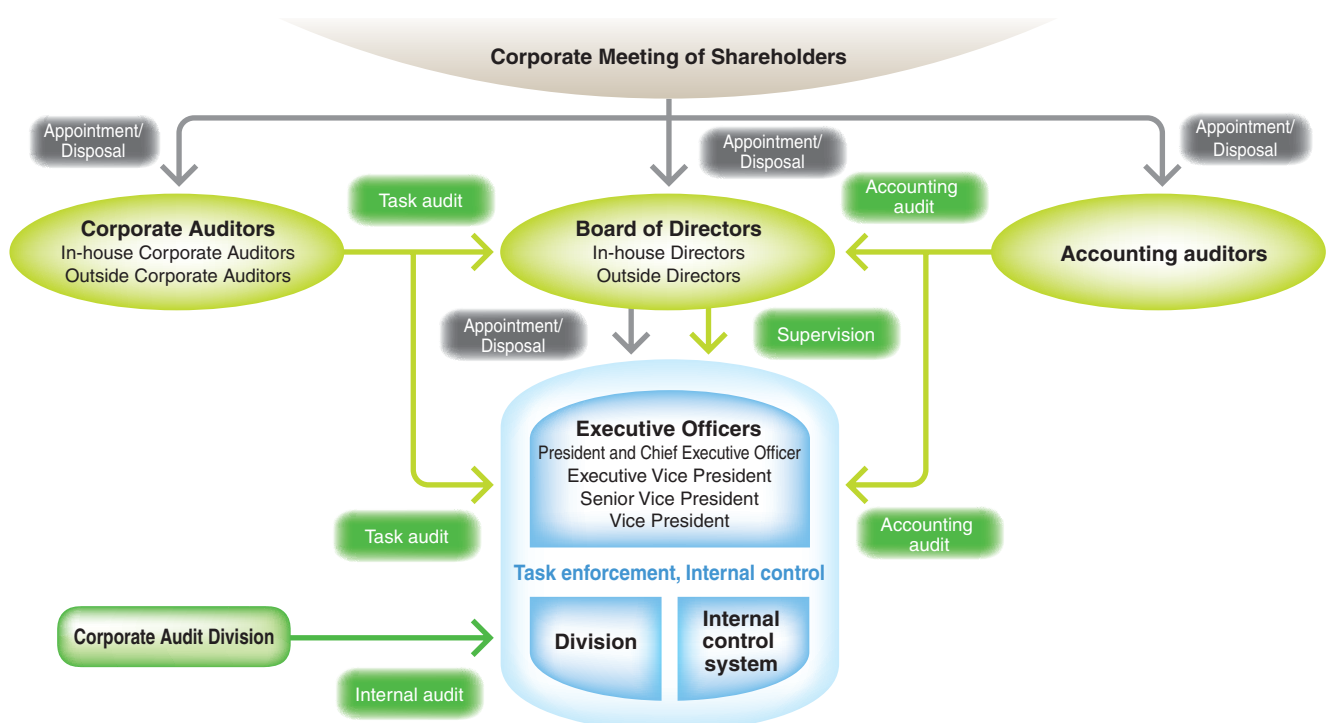 Corporate Meeting of Shareholders
Appointment/
Disposal
Appointment/
Disposal
Appointment/
Disposal
Corporate Auditors
In-house Corporate Auditors
Outside Corporate Auditors
Task audit
Board of Directors
In-house Directors
Outside Directors
Accounting
audit
Accounting auditors
Appointment/
Disposal
Supervision
Executive Officers
President and Chief Executive Officer
Executive Vice President
Senior Vice President
Vice President
Task audit
Accounting
audit
Task enforcement, Internal control
Corporate Audit Division
Internal audit
Division
Internal
control
system